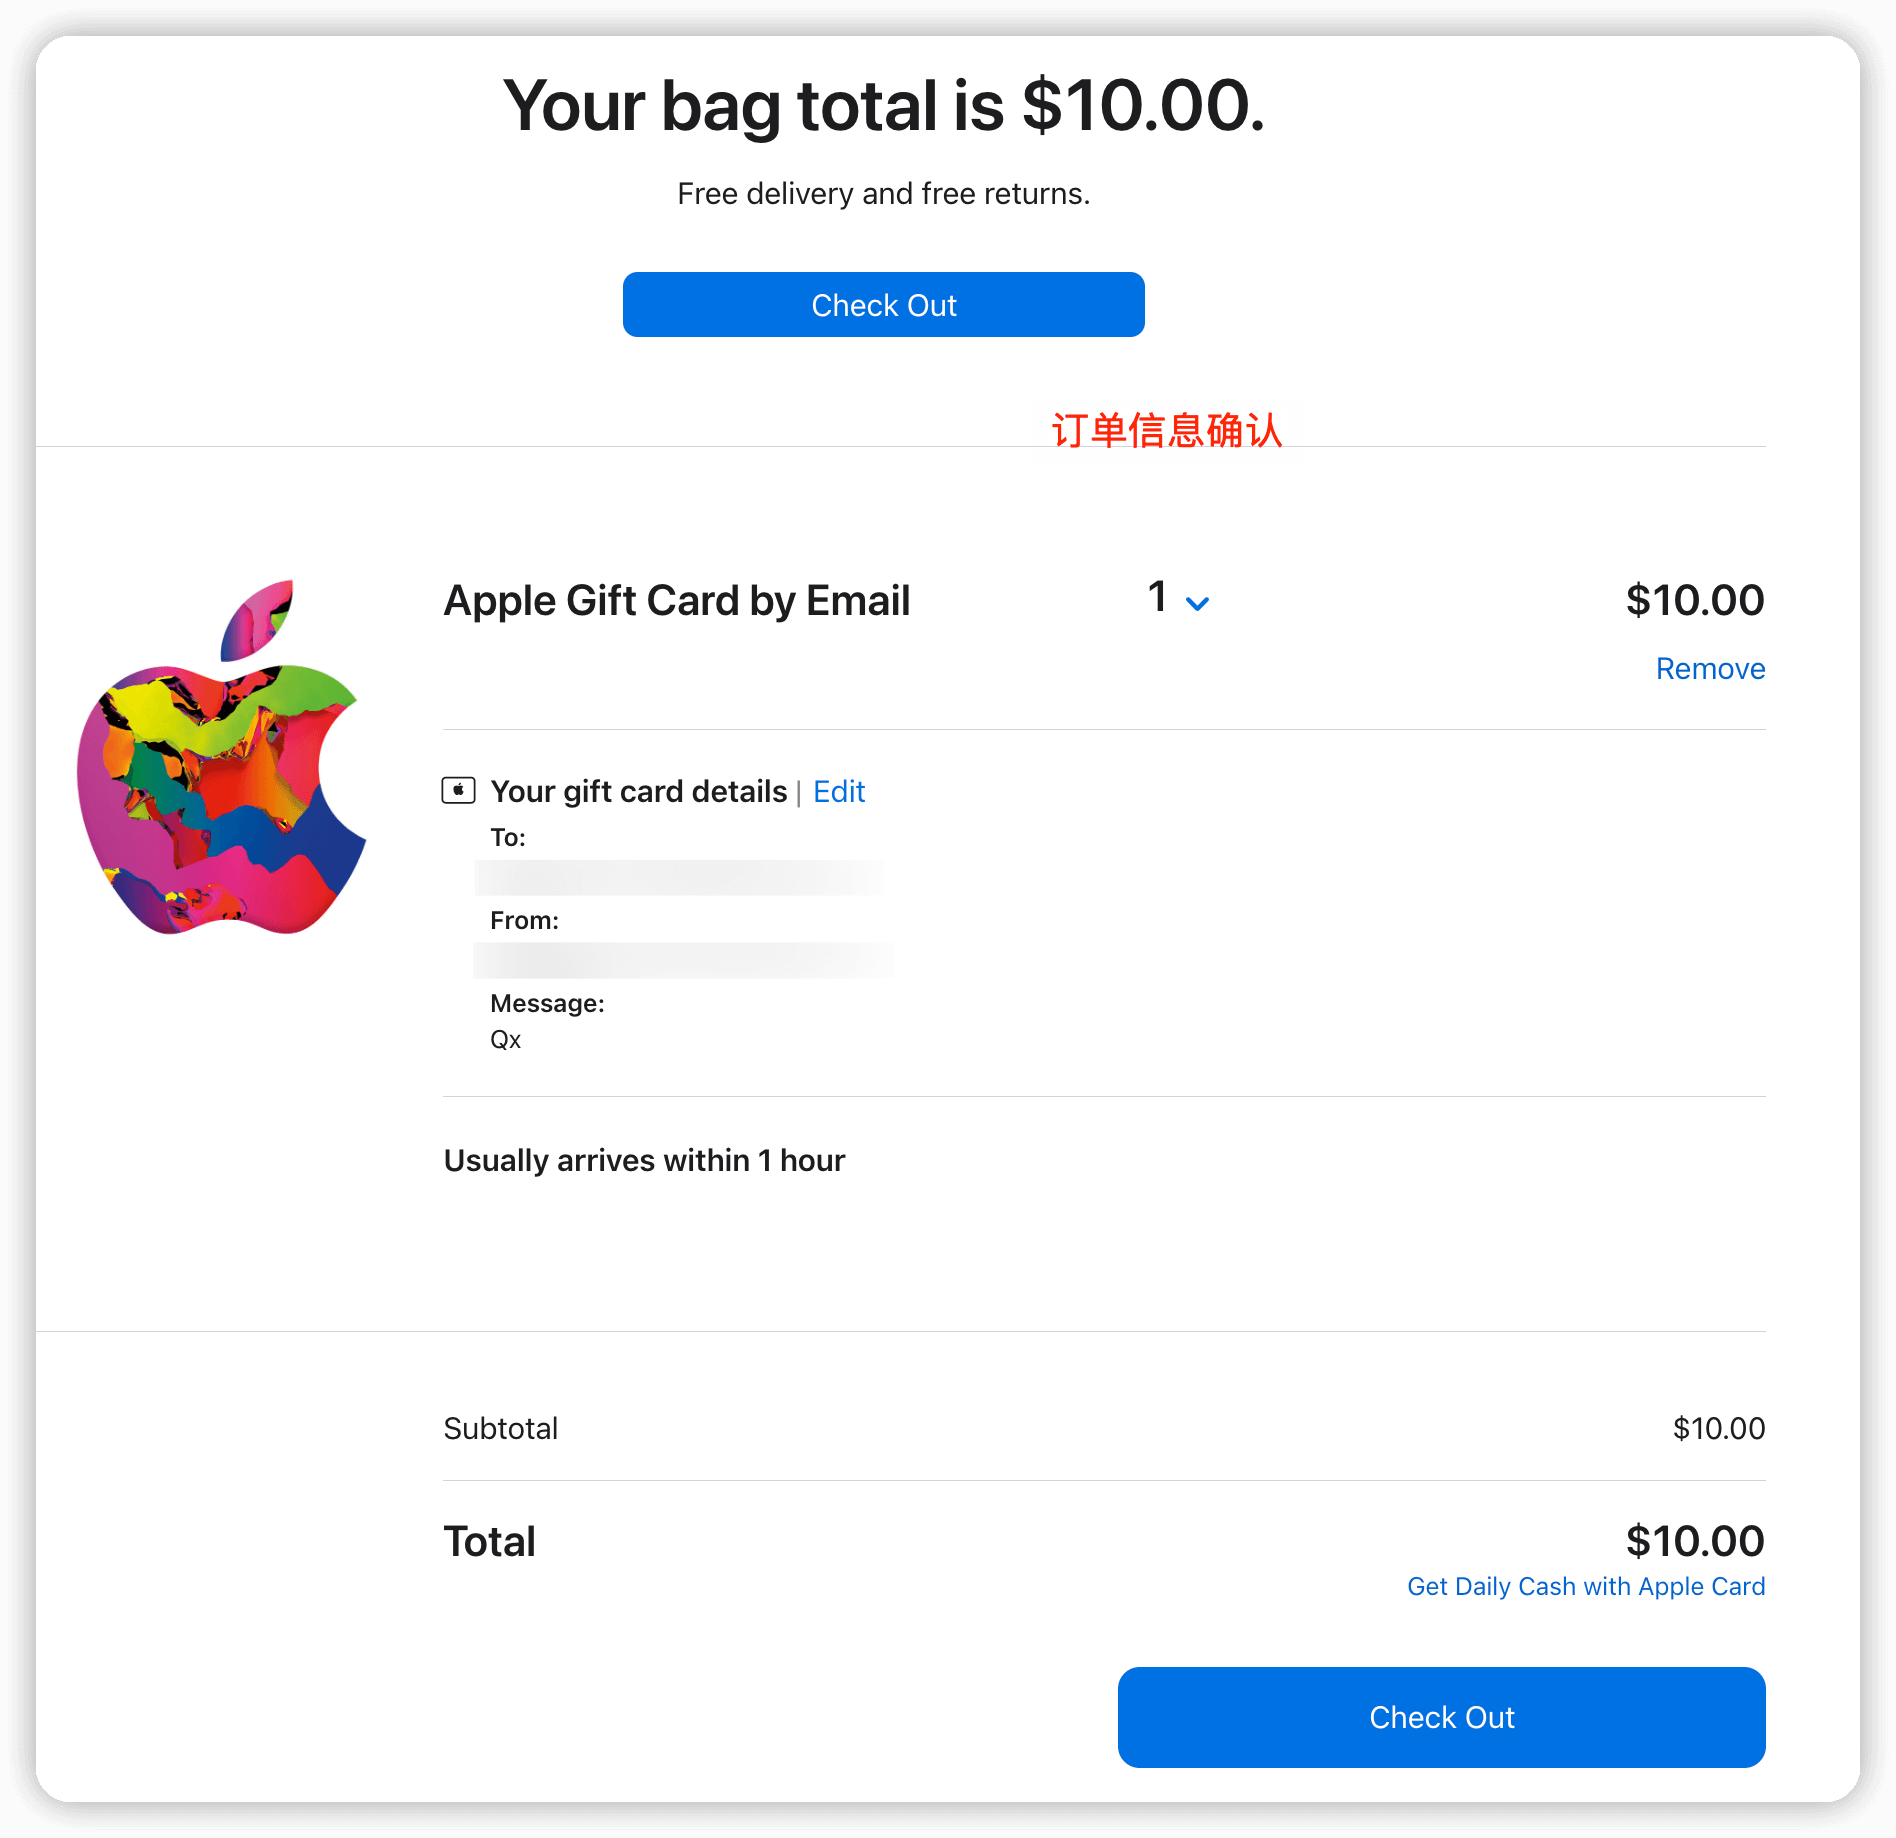 Your bag total is $10.00.
Free delivery and free returns.
Check Out
订单信息确认
Apple Gift Card by Email 1 $10.00
Remove
Your gift card details | Edit
To:
From:
Message:
Qx
Usually arrives within 1 hour
Subtotal $10.00
Total $10.00
Get Daily Cash with Apple Card
Check Out